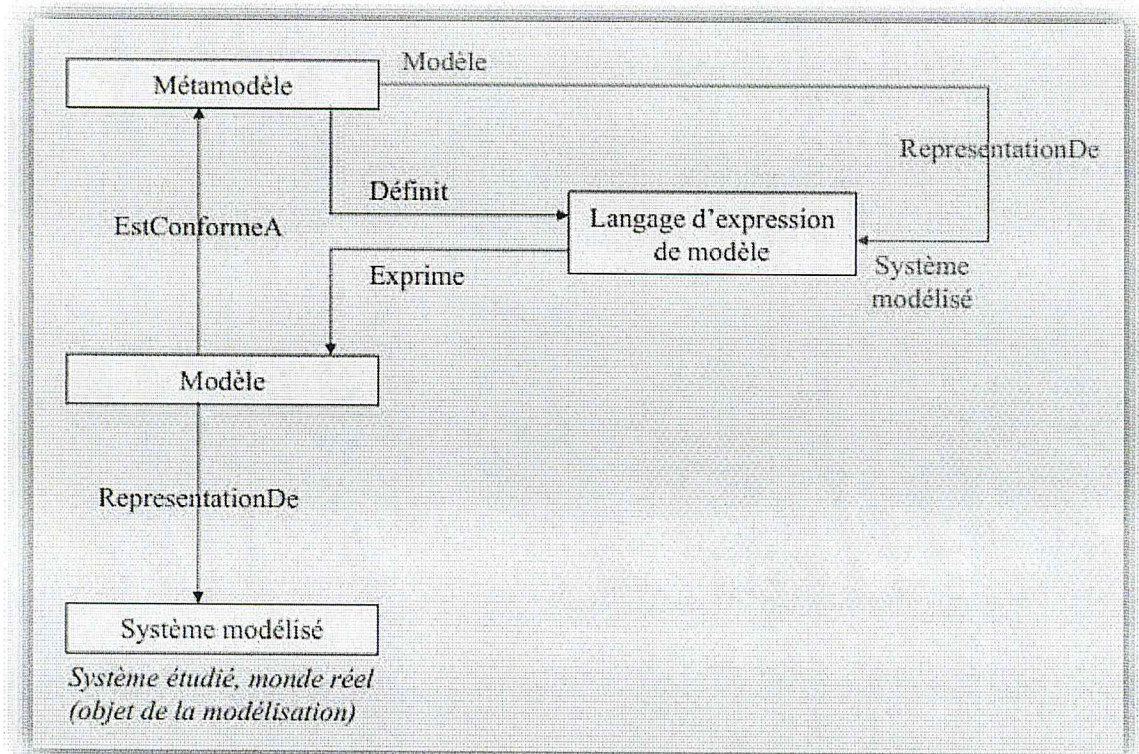 Modèle
Métamodèle
RepresentationDe
Définit
EstConformeA
Langage d'expression
de modèle
Exprime
Système
modélisé
Modèle
RepresentationDe
Système modélisé
Système étudié, monde réel
(objet de la modélisation)